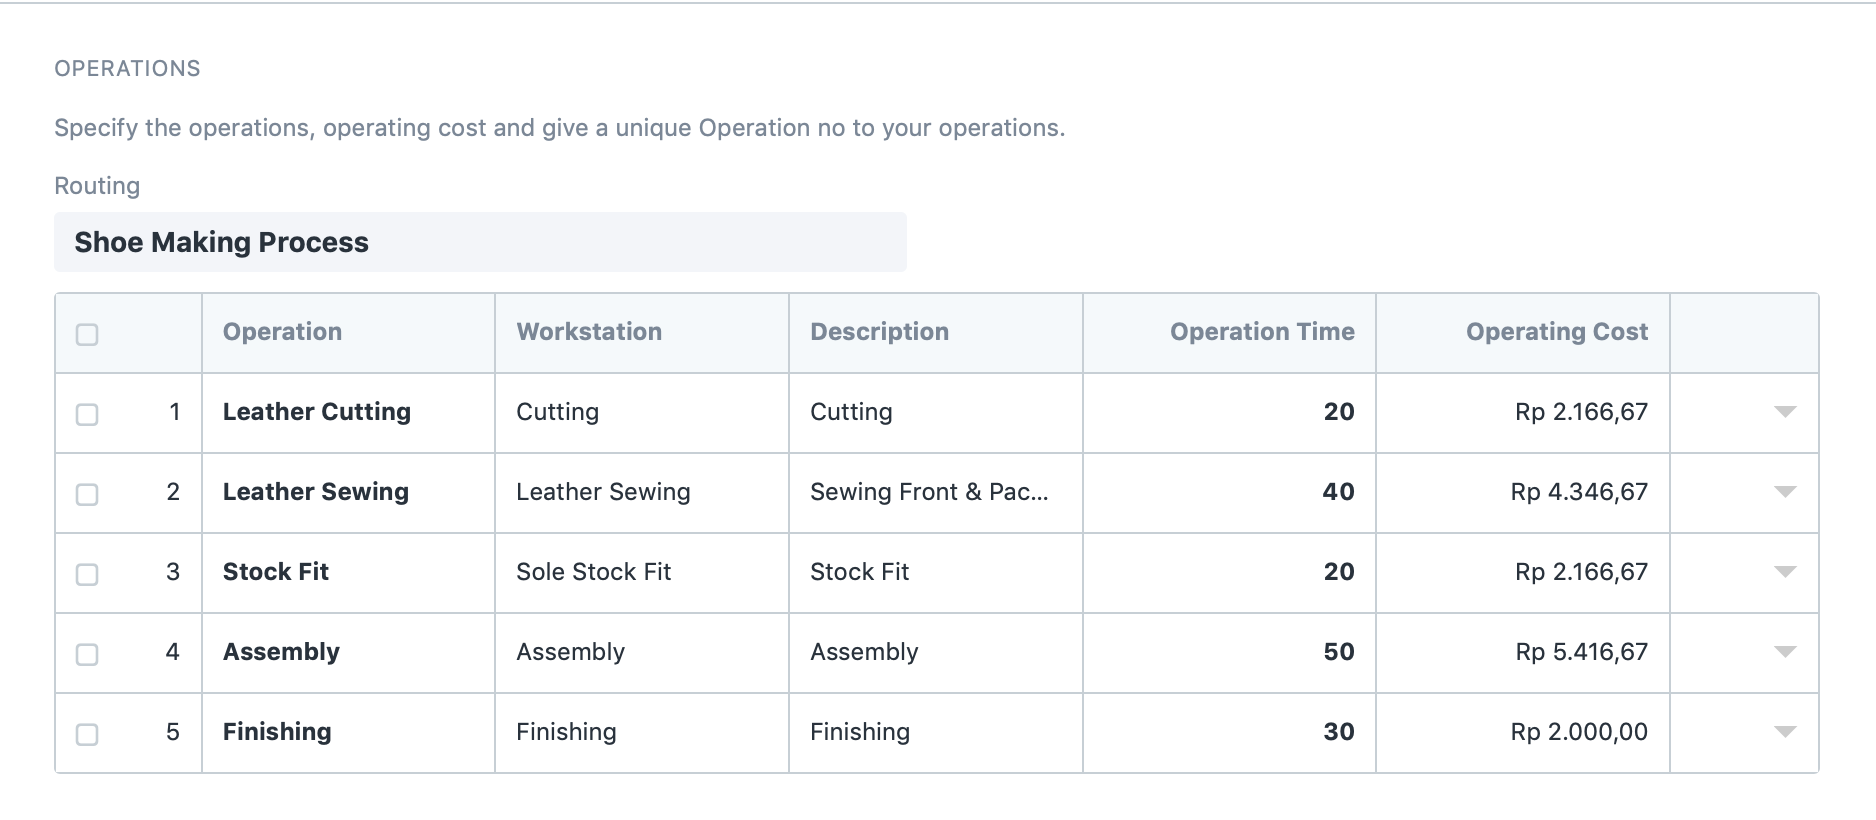 OPERATIONS
Specify the operations, operating cost and give a unique Operation no to your operations.
Routing
Shoe Making Process
Operation Workstation Description Operation Time Operating Cost
1 Leather Cutting Cutting Cutting 20 Rp 2.166,67
2 Leather Sewing Leather Sewing Sewing Front & Pac... 40 Rp 4.346,67
3 Stock Fit Sole Stock Fit Stock Fit 20 Rp 2.166,67
4 Assembly Assembly Assembly 50 Rp 5.416,67
5 Finishing Finishing Finishing 30 Rp 2.000,00